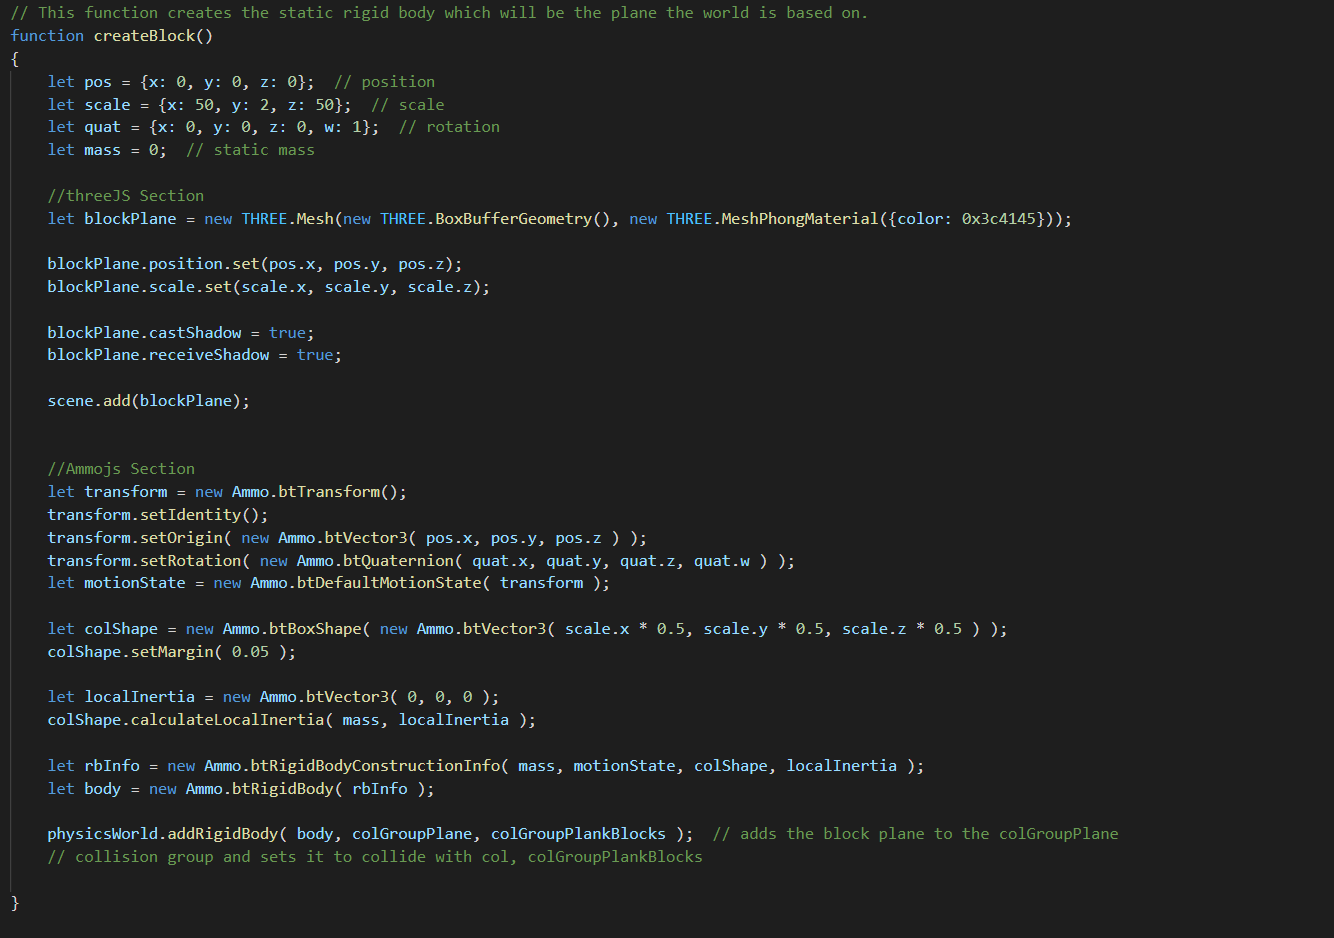 // This function creates the static rigid body which will be the plane the world is based on.
function createBlock()
{
    let pos = {x: 0, y: 0, z: 0};  // position
    let scale = {x: 50, y: 2, z: 50};  // scale
    let quat = {x: 0, y: 0, z: 0, w: 1};  // rotation
    let mass = 0;  // static mass

    //threeJS Section
    let blockPlane = new THREE.Mesh(new THREE.BoxBufferGeometry(), new THREE.MeshPhongMaterial({color: 0x3c4145}));

    blockPlane.position.set(pos.x, pos.y, pos.z);
    blockPlane.scale.set(scale.x, scale.y, scale.z);

    blockPlane.castShadow = true;
    blockPlane.receiveShadow = true;

    scene.add(blockPlane);


    //Ammojs Section
    let transform = new Ammo.btTransform();
    transform.setIdentity();
    transform.setOrigin( new Ammo.btVector3( pos.x, pos.y, pos.z ) );
    transform.setRotation( new Ammo.btQuaternion( quat.x, quat.y, quat.z, quat.w ) );
    let motionState = new Ammo.btDefaultMotionState( transform );

    let colShape = new Ammo.btBoxShape( new Ammo.btVector3( scale.x * 0.5, scale.y * 0.5, scale.z * 0.5 ) );
    colShape.setMargin( 0.05 );

    let localInertia = new Ammo.btVector3( 0, 0, 0 );
    colShape.calculateLocalInertia( mass, localInertia );

    let rbInfo = new Ammo.btRigidBodyConstructionInfo( mass, motionState, colShape, localInertia );
    let body = new Ammo.btRigidBody( rbInfo );

    physicsWorld.addRigidBody( body, colGroupPlane, colGroupPlankBlocks );  // adds the block plane to the colGroupPlane
    // collision group and sets it to collide with col, colGroupPlankBlocks

}